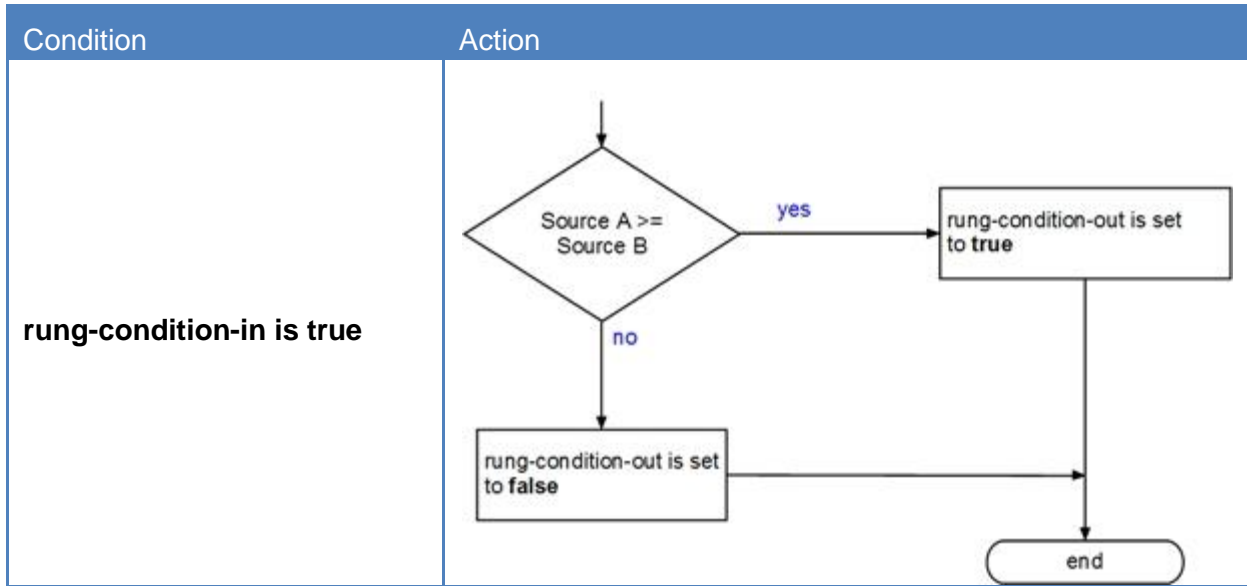 Condition
Action
rung-condition-in is true
Source A >=
Source B
yes
rung-condition-out is set
to true
no
rung-condition-out is set
to false
end